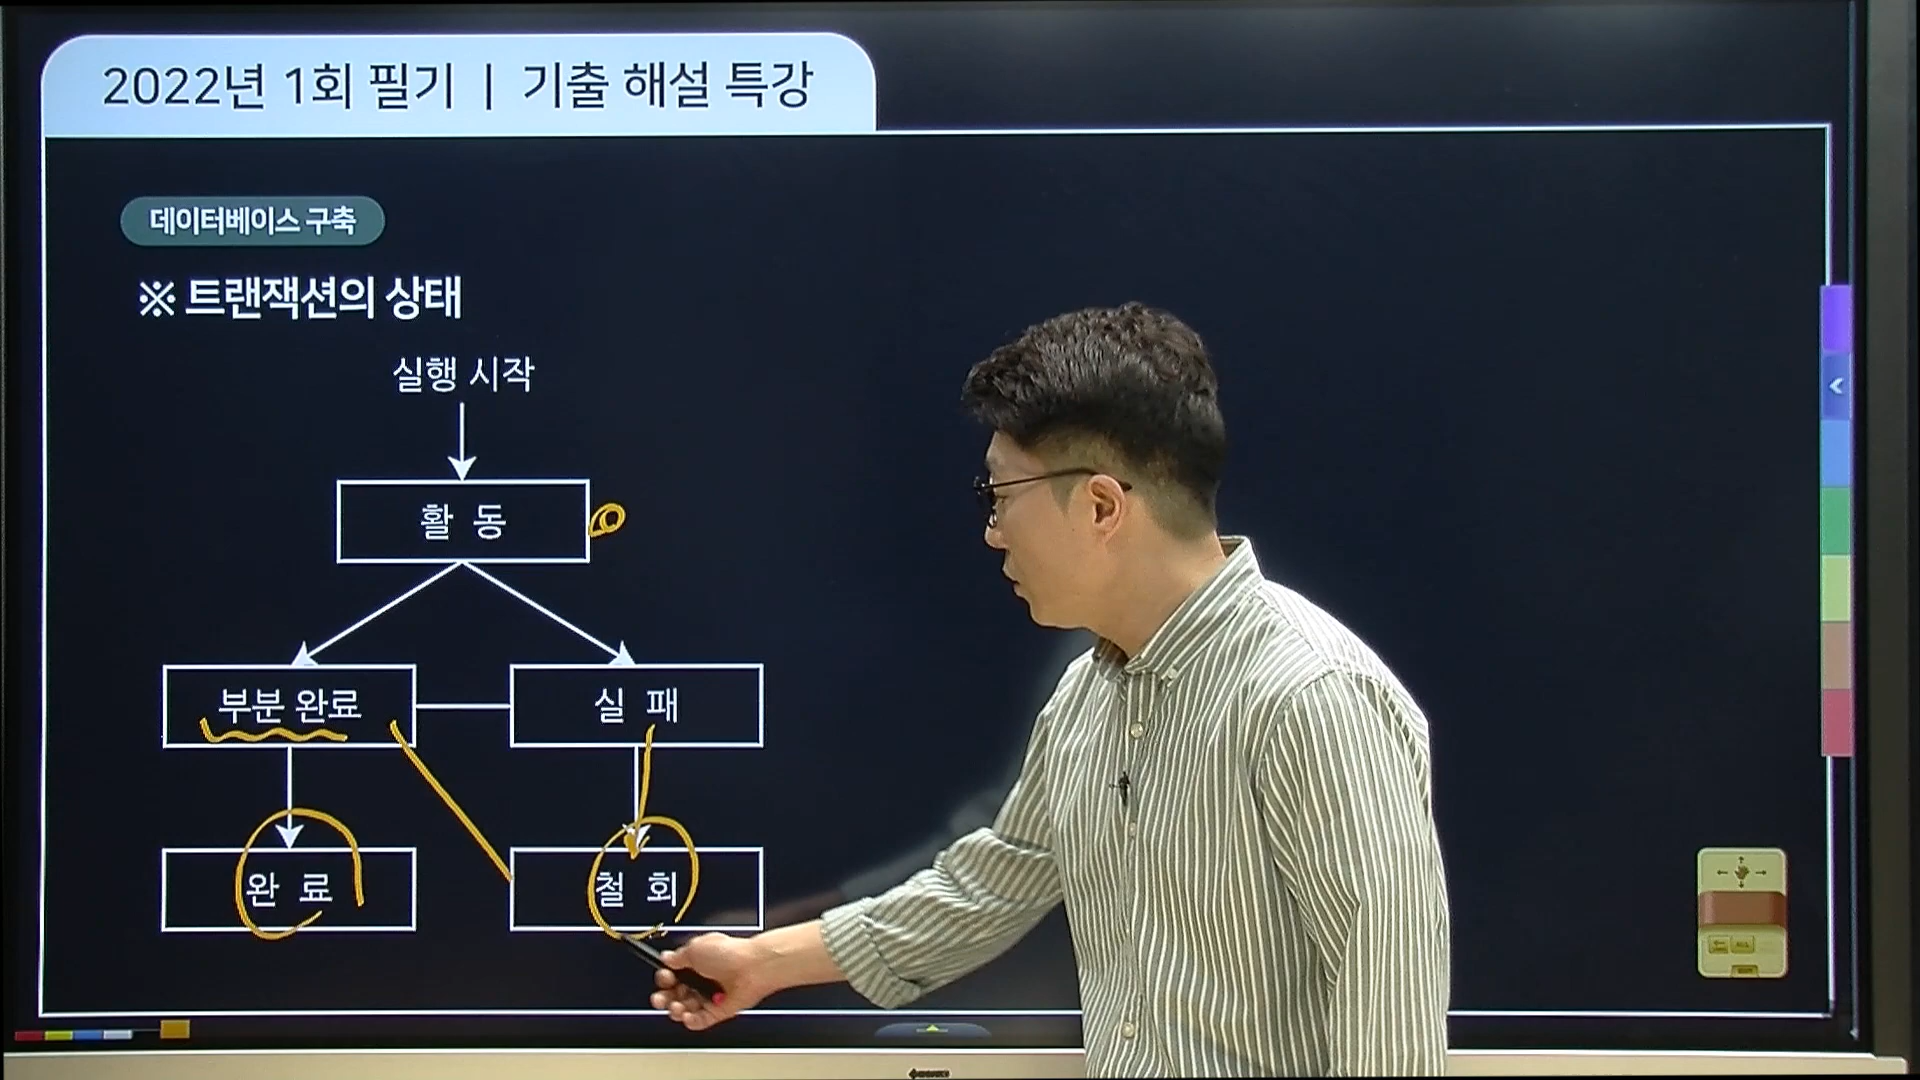 2022년 1회 필기 | 기출 해설 특강
데이터베이스 구축
※ 트랜잭션의 상태
실행 시작
활 동
부분 완료
실 패
완 료
철 회